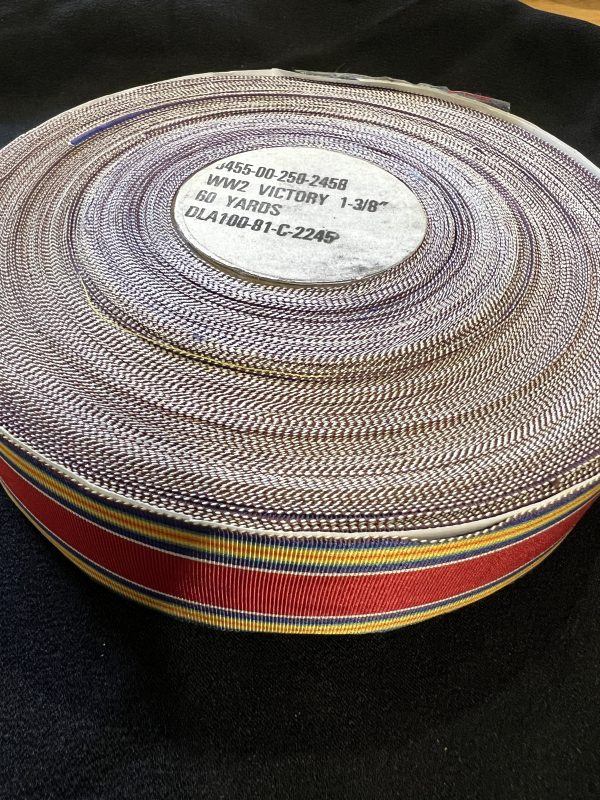 8455-00-258-2458
WW2 VICTORY 1-3/8"
60 YARDS
DLA100-81-C-2245